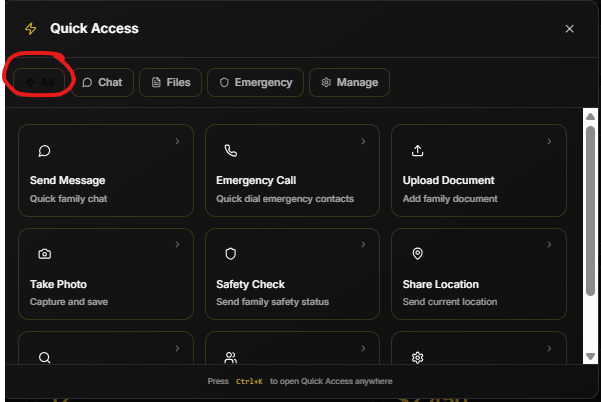 Quick Access
All
Chat
Files
Emergency
Manage
Send Message
Quick family chat
Emergency Call
Quick dial emergency contacts
Upload Document
Add family document
Take Photo
Capture and save
Safety Check
Send family safety status
Share Location
Send current location
Press Ctrl+K to open Quick Access anywhere